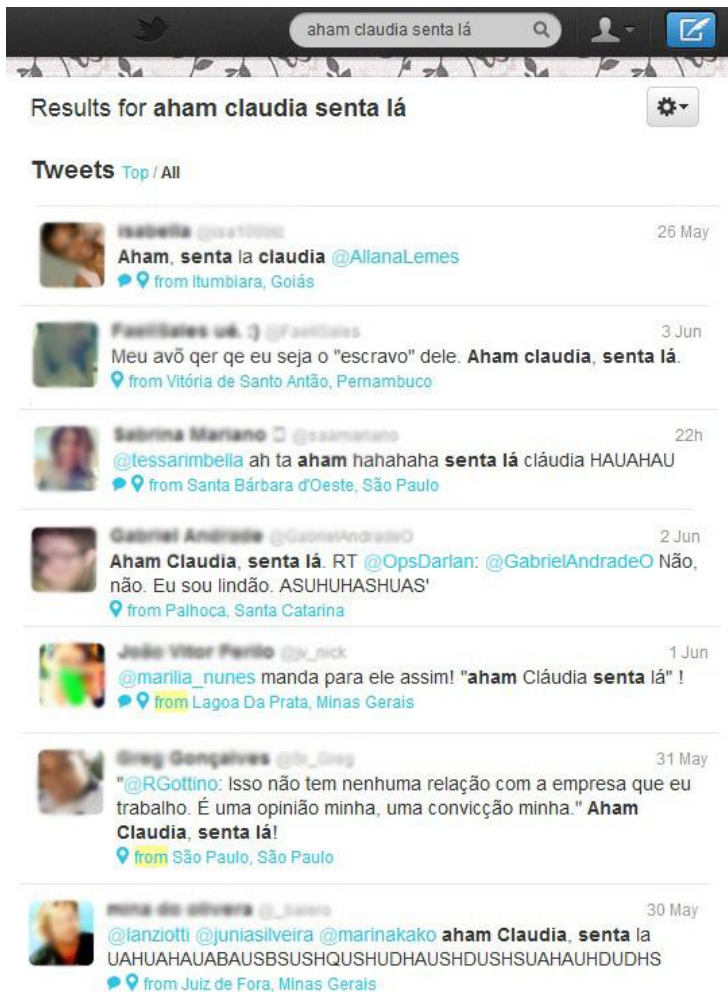 aham claudia senta lá
Results for aham claudia senta lá
Tweets Top / All
26 May
Aham, senta la claudia @AllanaLemes
from Itumbiara, Goiás
3 Jun
Meu avõ qer qe eu seja o "escravo" dele. Aham claudia, senta lá.
from Vitória de Santo Antão, Pernambuco
22h
@tessarimbella ah ta aham hahahaha senta lá cláudia HAUAHAU
from Santa Bárbara d'Oeste, São Paulo
2 Jun
Aham Claudia, senta lá. RT @OpsDarlan: @GabrielAndradeO Não,
não. Eu sou lindão. ASUHUHASHUAS'
from Palhoça, Santa Catarina
1 Jun
@marilia_nunes manda para ele assim! "aham Cláudia senta lá" !
from Lagoa Da Prata, Minas Gerais
31 May
"@RGottino: Isso não tem nenhuma relação com a empresa que eu
trabalho. É uma opinião minha, uma convicção minha." Aham
Claudia, senta lá!
from São Paulo, São Paulo
30 May
@lanziotti @juniasilveira @marinakako aham Claudia, senta la
UAHUAHAUABAUSBSUSHQUSHUDHAUSHDUSHSUAHAUHDUDHS
from Juiz de Fora, Minas Gerais